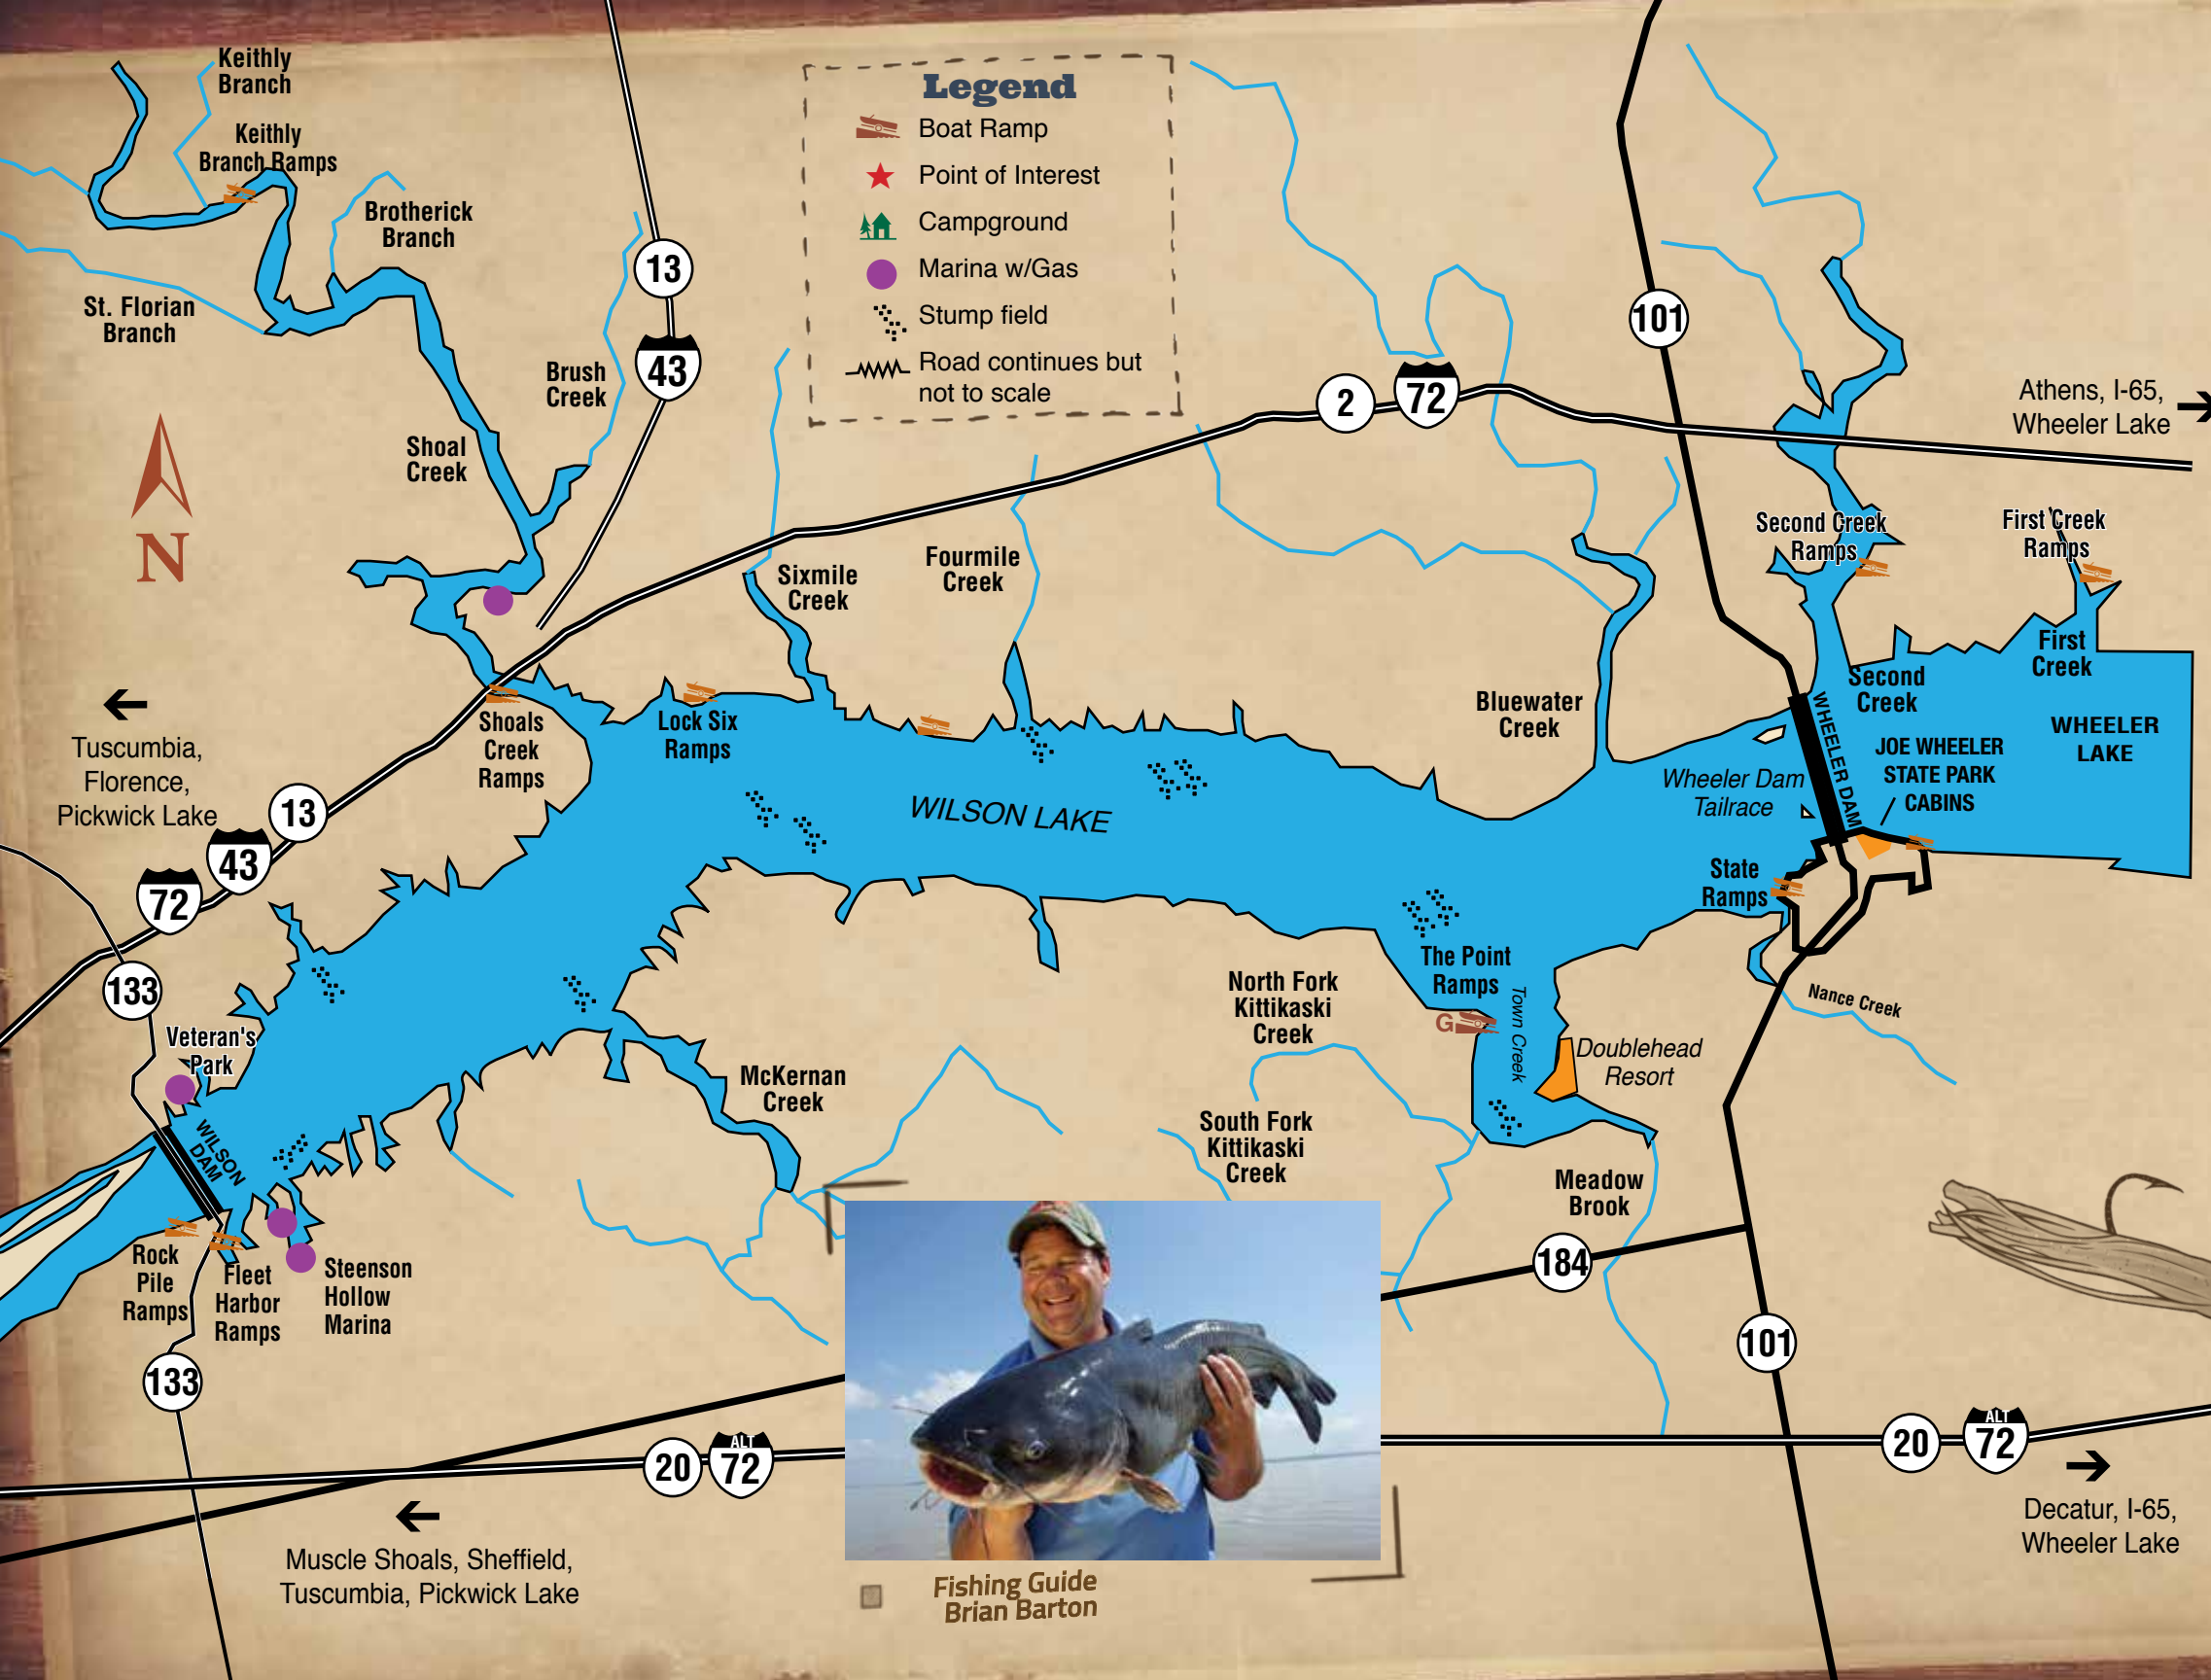 Keithly
Branch
Keithly
Branch Ramps
Brotherick
Branch
St. Florian
Branch
Brush
Creek
Shoal
Creek
13
43
N
Legend
Boat Ramp
Point of Interest
Campground
Marina w/Gas
Stump field
Road continues but
not to scale
2
72
101
Athens, I-65,
Wheeler Lake
Second Creek
Ramps
First Creek
Ramps
Sixmile
Creek
Fourmile
Creek
Bluewater
Creek
First
Creek
Second
Creek
WHEELER
LAKE
WHEELER DAM
JOE WHEELER
STATE PARK
CABINS
Wheeler Dam
Tailrace
State
Ramps
Tuscumbia,
Florence,
Pickwick Lake
Shoals
Creek
Ramps
Lock Six
Ramps
WILSON LAKE
13
43
72
133
Veteran's
Park
WILSON
DAM
McKernan
Creek
North Fork
Kittikaski
Creek
South Fork
Kittikaski
Creek
The Point
Ramps
G
Town Creek
Doublehead
Resort
Nance Creek
Meadow
Brook
184
101
Rock
Pile
Ramps
Fleet
Harbor
Ramps
Steenson
Hollow
Marina
133
20
ALT
72
20
ALT
72
Decatur, I-65,
Wheeler Lake
Muscle Shoals, Sheffield,
Tuscumbia, Pickwick Lake
Fishing Guide
Brian Barton